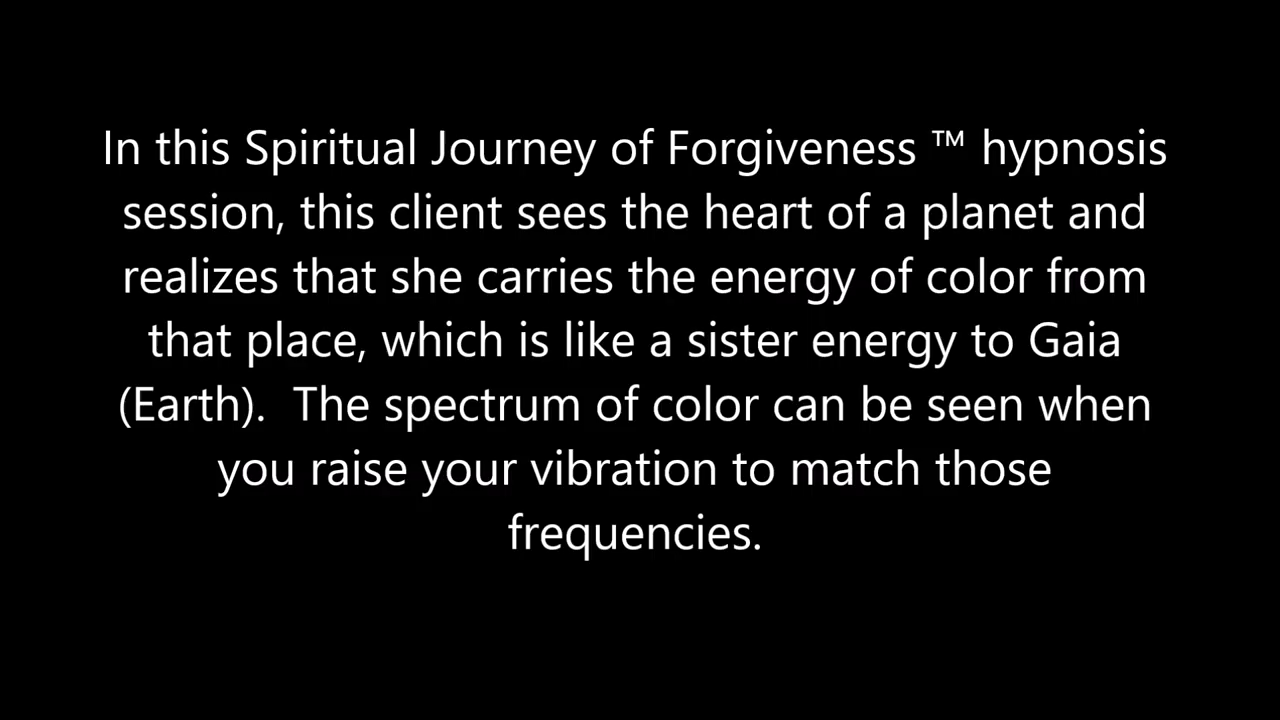 In this Spiritual Journey of Forgiveness ™ hypnosis
session, this client sees the heart of a planet and
realizes that she carries the energy of color from
that place, which is like a sister energy to Gaia
(Earth).  The spectrum of color can be seen when
you raise your vibration to match those
frequencies.